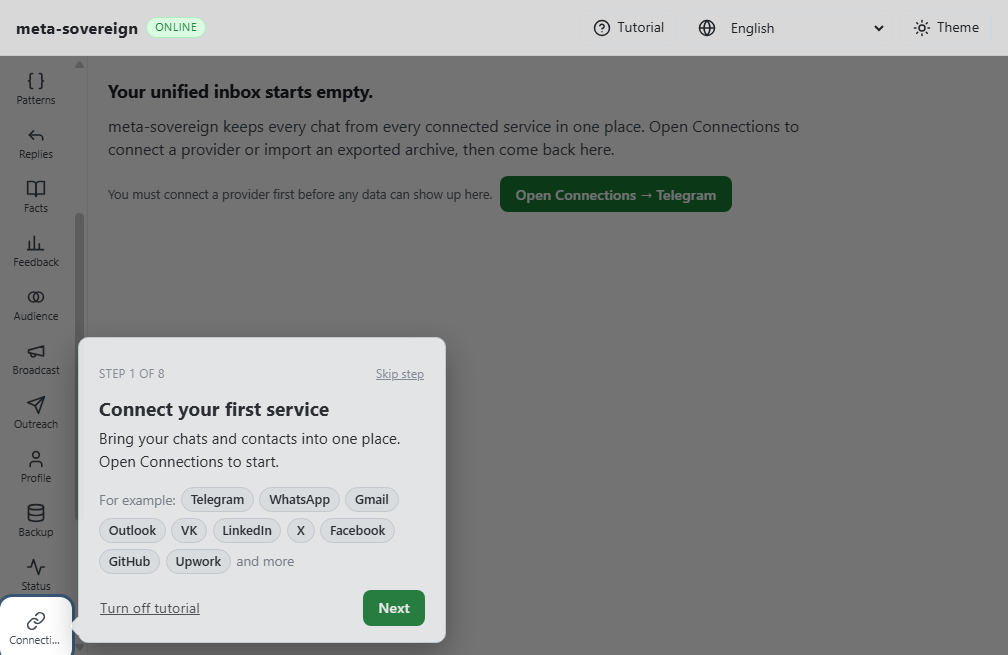 meta-sovereign ONLINE Tutorial English Theme
Patterns
Replies
Facts
Feedback
Audience
Broadcast
Outreach
Profile
Backup
Status
Connecti...
Your unified inbox starts empty.
meta-sovereign keeps every chat from every connected service in one place. Open Connections to
connect a provider or import an exported archive, then come back here.
You must connect a provider first before any data can show up here. Open Connections → Telegram
STEP 1 OF 8 Skip step
Connect your first service
Bring your chats and contacts into one place.
Open Connections to start.
For example: Telegram WhatsApp Gmail
Outlook VK LinkedIn X Facebook
GitHub Upwork and more
Turn off tutorial Next